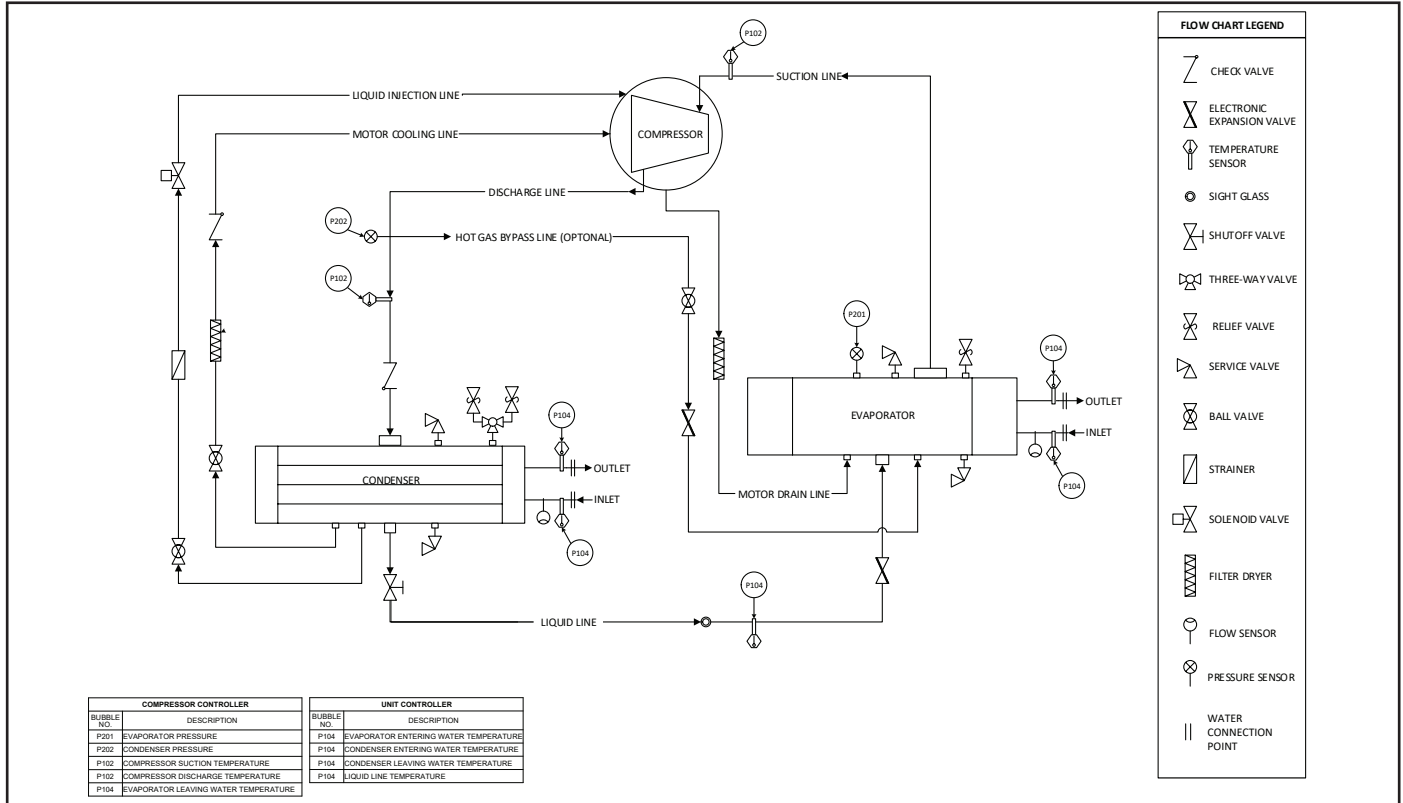 P102
SUCTION LINE
LIQUID INJECTION LINE
MOTOR COOLING LINE
COMPRESSOR
DISCHARGE LINE
P202
HOT GAS BYPASS LINE (OPTONAL)
P102
P201
P104
OUTLET
EVAPORATOR
INLET
P104
P104
OUTLET
CONDENSER
INLET
P104
MOTOR DRAIN LINE
P104
LIQUID LINE
FLOW CHART LEGEND
CHECK VALVE
ELECTRONIC
EXPANSION VALVE
TEMPERATURE
SENSOR
SIGHT GLASS
SHUTOFF VALVE
THREE-WAY VALVE
RELIEF VALVE
SERVICE VALVE
BALL VALVE
STRAINER
SOLENOID VALVE
FILTER DRYER
FLOW SENSOR
PRESSURE SENSOR
WATER
CONNECTION
POINT
COMPRESSOR CONTROLLER
BUBBLE NO. DESCRIPTION
P201 EVAPORATOR PRESSURE
P202 CONDENSER PRESSURE
P102 COMPRESSOR SUCTION TEMPERATURE
P102 COMPRESSOR DISCHARGE TEMPERATURE
P104 EVAPORATOR LEAVING WATER TEMPERATURE
UNIT CONTROLLER
BUBBLE NO. DESCRIPTION
P104 EVAPORATOR ENTERING WATER TEMPERATURE
P104 CONDENSER ENTERING WATER TEMPERATURE
P104 CONDENSER LEAVING WATER TEMPERATURE
P104 LIQUID LINE TEMPERATURE